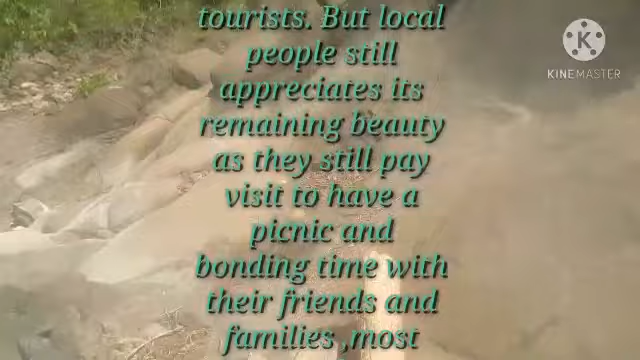 tourists. But local
people still
appreciates its
remaining beauty
as they still pay
visit to have a
picnic and
bonding time with
their friends and
families ,most
K
KINEMASTER